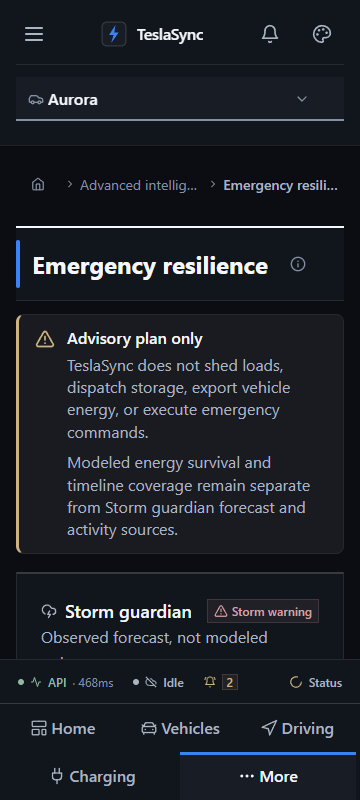 TeslaSync
Aurora
Advanced intellig... Emergency resili...
Emergency resilience
Advisory plan only
TeslaSync does not shed loads,
dispatch storage, export vehicle
energy, or execute emergency
commands.
Modeled energy survival and
timeline coverage remain separate
from Storm guardian forecast and
activity sources.
Storm guardian Storm warning
Observed forecast, not modeled
API · 468ms Idle 2 Status
Home Vehicles Driving
Charging More